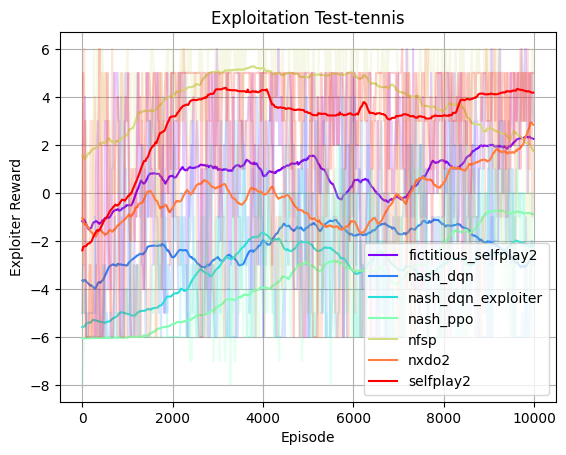 Exploitation Test-tennis
Exploiter Reward
6
4
2
0
−2
−4
−6
−8
fictitious_selfplay2
nash_dqn
nash_dqn_exploiter
nash_ppo
nfsp
nxdo2
selfplay2
0
2000
4000
6000
8000
10000
Episode